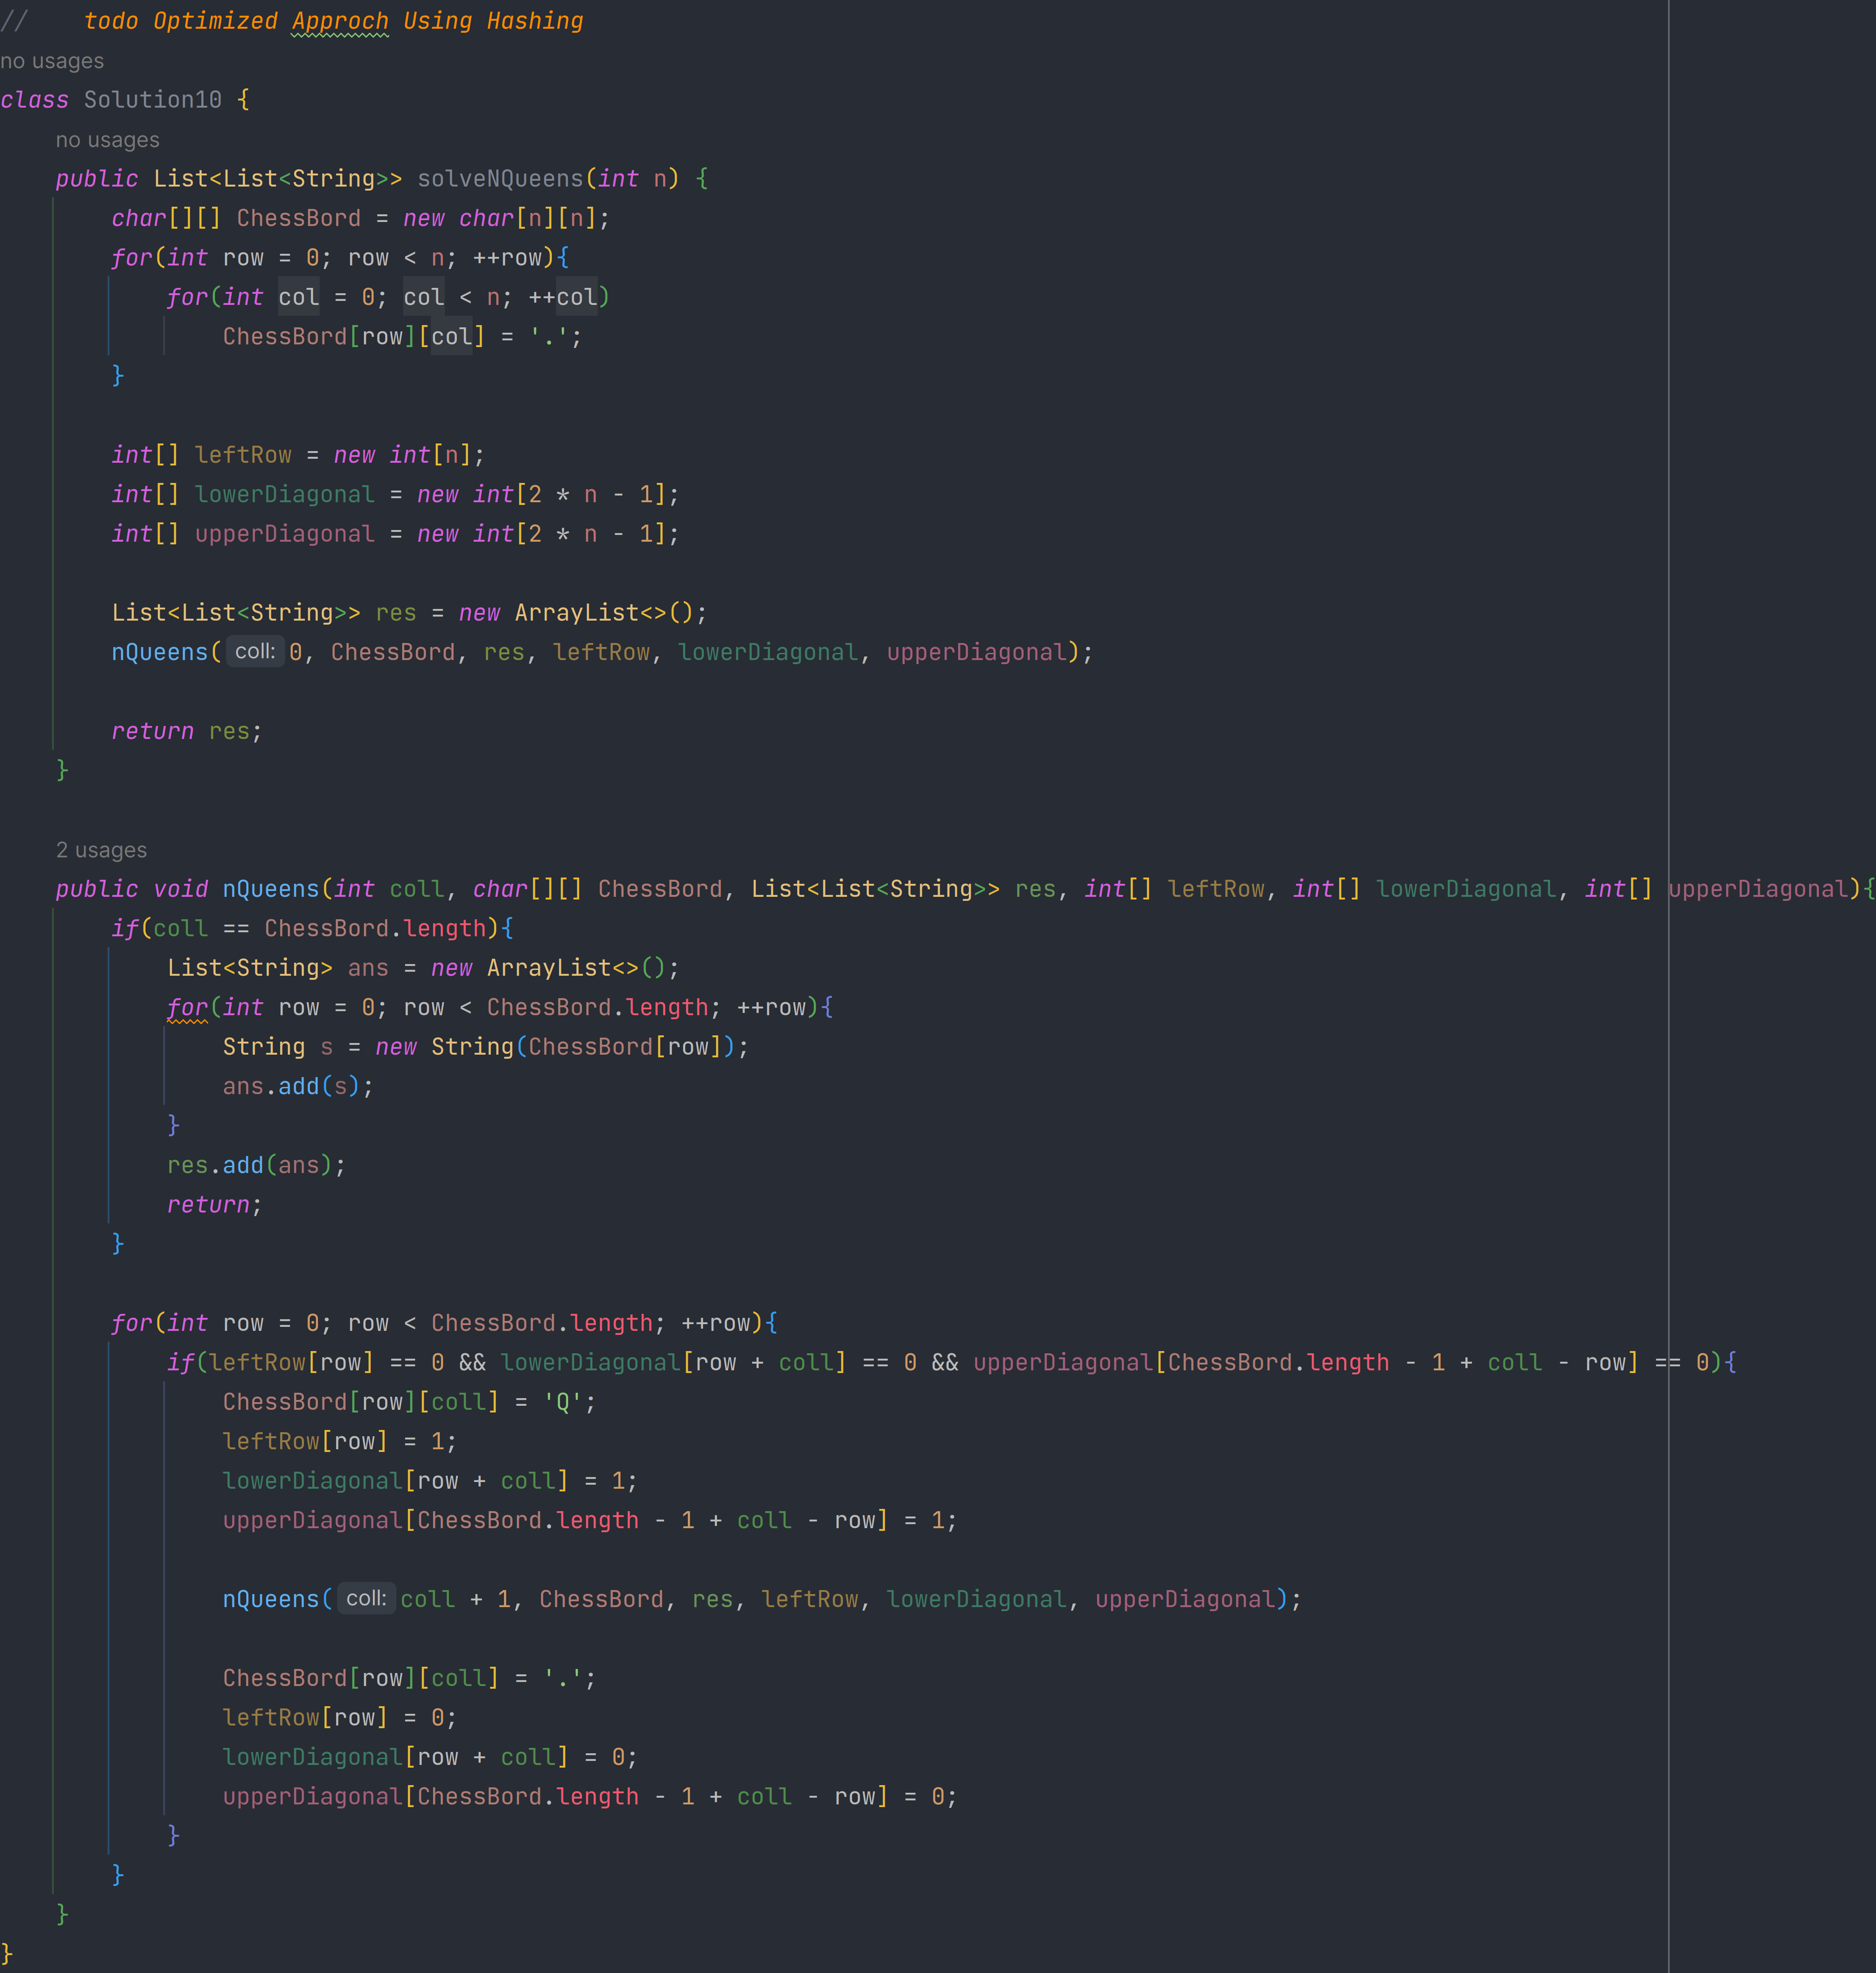 //    todo Optimized Approch Using Hashing
no usages
class Solution10 {
    no usages
    public List<List<String>> solveNQueens(int n) {
        char[][] ChessBord = new char[n][n];
        for(int row = 0; row < n; ++row){
            for(int col = 0; col < n; ++col)
                ChessBord[row][col] = '.';
        }

        int[] leftRow = new int[n];
        int[] lowerDiagonal = new int[2 * n - 1];
        int[] upperDiagonal = new int[2 * n - 1];

        List<List<String>> res = new ArrayList<>();
        nQueens( coll: 0, ChessBord, res, leftRow, lowerDiagonal, upperDiagonal);

        return res;
    }

    2 usages
    public void nQueens(int coll, char[][] ChessBord, List<List<String>> res, int[] leftRow, int[] lowerDiagonal, int[] upperDiagonal){
        if(coll == ChessBord.length){
            List<String> ans = new ArrayList<>();
            for(int row = 0; row < ChessBord.length; ++row){
                String s = new String(ChessBord[row]);
                ans.add(s);
            }
            res.add(ans);
            return;
        }

        for(int row = 0; row < ChessBord.length; ++row){
            if(leftRow[row] == 0 && lowerDiagonal[row + coll] == 0 && upperDiagonal[ChessBord.length - 1 + coll - row] == 0){
                ChessBord[row][coll] = 'Q';
                leftRow[row] = 1;
                lowerDiagonal[row + coll] = 1;
                upperDiagonal[ChessBord.length - 1 + coll - row] = 1;

                nQueens( coll: coll + 1, ChessBord, res, leftRow, lowerDiagonal, upperDiagonal);

                ChessBord[row][coll] = '.';
                leftRow[row] = 0;
                lowerDiagonal[row + coll] = 0;
                upperDiagonal[ChessBord.length - 1 + coll - row] = 0;
            }
        }
    }
}